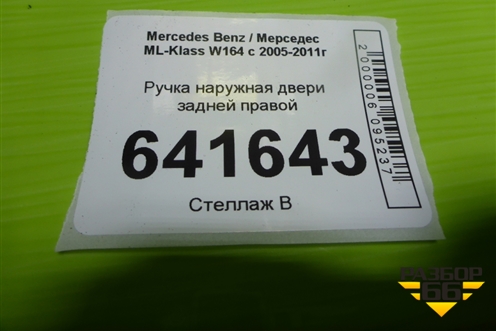 Mercedes Benz / Мерседес
ML-Klass W164 с 2005-2011г
Ручка наружная двери
задней правой
641643
Стеллаж В
2000006095237
РАЗБОР
66